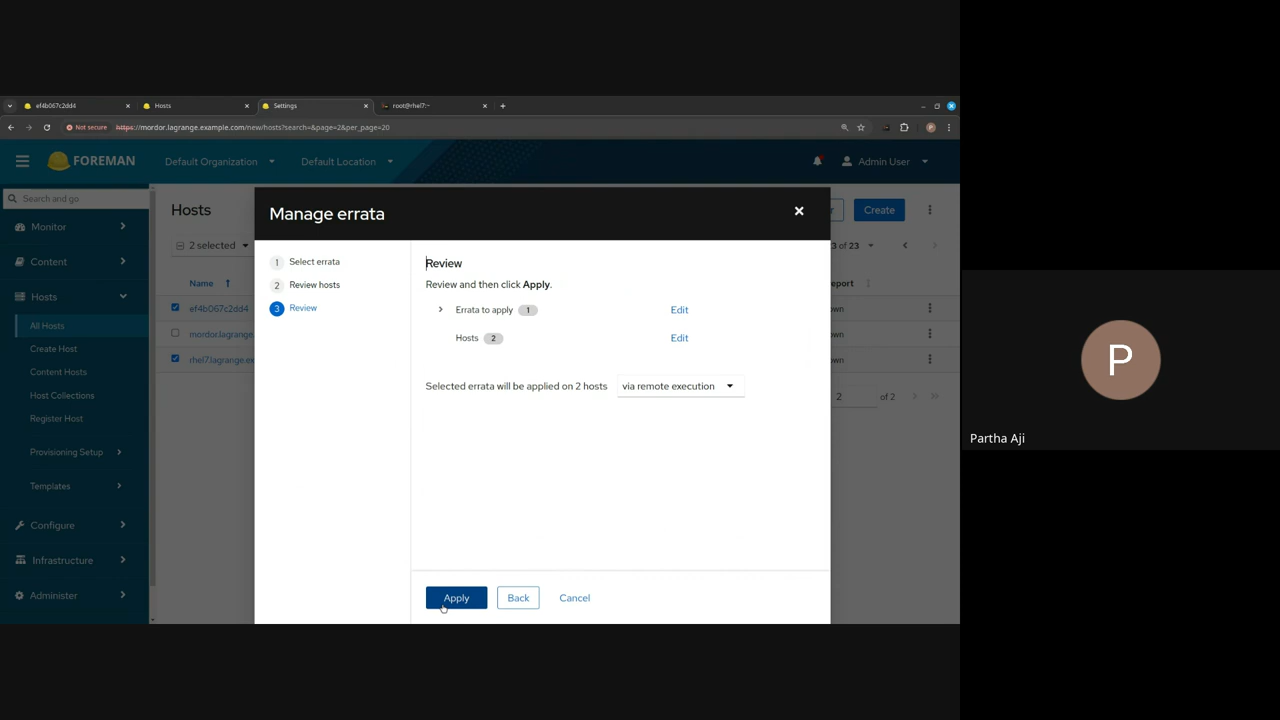 ef4b067c2dd4
Hosts
Settings
root@rhel7:~
Not secure
https://mordor.lagrange.example.com/new/hosts?search=&page=2&per_page=20
FOREMAN
Default Organization
Default Location
Admin User
Search and go
Monitor
Content
Hosts
All Hosts
Create Host
Content Hosts
Host Collections
Register Host
Provisioning Setup
Templates
Configure
Infrastructure
Administer
Hosts
Create
2 selected
of 23
Name
ef4b067c2dd4
mordor.lagrange.
rhel7.lagrange.ex
eport
own
own
own
2 of 2
Manage errata
1 Select errata
2 Review hosts
3 Review
Review
Review and then click Apply.
Errata to apply 1 Edit
Hosts 2 Edit
Selected errata will be applied on 2 hosts via remote execution
Apply Back Cancel
P
P
Partha Aji